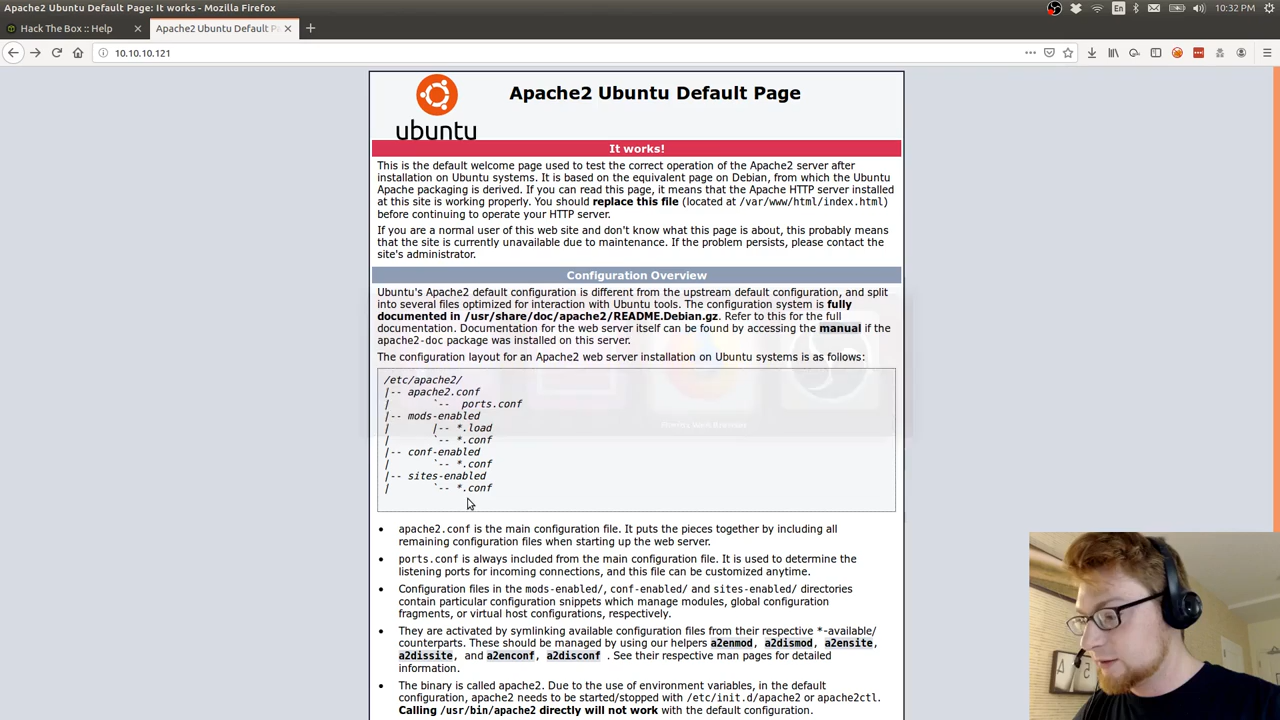 Apache2 Ubuntu Default Page: It works - Mozilla Firefox
En
10:32 PM
Hack The Box :: Help
Apache2 Ubuntu Default P
10.10.10.121
Apache2 Ubuntu Default Page
ubuntu
It works!
This is the default welcome page used to test the correct operation of the Apache2 server after
installation on Ubuntu systems. It is based on the equivalent page on Debian, from which the Ubuntu
Apache packaging is derived. If you can read this page, it means that the Apache HTTP server installed
at this site is working properly. You should replace this file (located at /var/www/html/index.html)
before continuing to operate your HTTP server.
If you are a normal user of this web site and don't know what this page is about, this probably means
that the site is currently unavailable due to maintenance. If the problem persists, please contact the
site's administrator.
Configuration Overview
Ubuntu's Apache2 default configuration is different from the upstream default configuration, and split
into several files optimized for interaction with Ubuntu tools. The configuration system is fully
documented in /usr/share/doc/apache2/README.Debian.gz. Refer to this for the full
documentation. Documentation for the web server itself can be found by accessing the manual if the
apache2-doc package was installed on this server.
The configuration layout for an Apache2 web server installation on Ubuntu systems is as follows:
/etc/apache2/
|-- apache2.conf
|       `--  ports.conf
|-- mods-enabled
|       |-- *.load
|       `-- *.conf
|-- conf-enabled
|       `-- *.conf
|-- sites-enabled
|       `-- *.conf
Firefox Web Browser
• apache2.conf is the main configuration file. It puts the pieces together by including all
remaining configuration files when starting up the web server.
• ports.conf is always included from the main configuration file. It is used to determine the
listening ports for incoming connections, and this file can be customized anytime.
• Configuration files in the mods-enabled/, conf-enabled/ and sites-enabled/ directories
contain particular configuration snippets which manage modules, global configuration
fragments, or virtual host configurations, respectively.
• They are activated by symlinking available configuration files from their respective *-available/
counterparts. These should be managed by using our helpers a2enmod, a2dismod, a2ensite,
a2dissite, and a2enconf, a2disconf . See their respective man pages for detailed
information.
• The binary is called apache2. Due to the use of environment variables, in the default
configuration, apache2 needs to be started/stopped with /etc/init.d/apache2 or apache2ctl.
Calling /usr/bin/apache2 directly will not work with the default configuration.